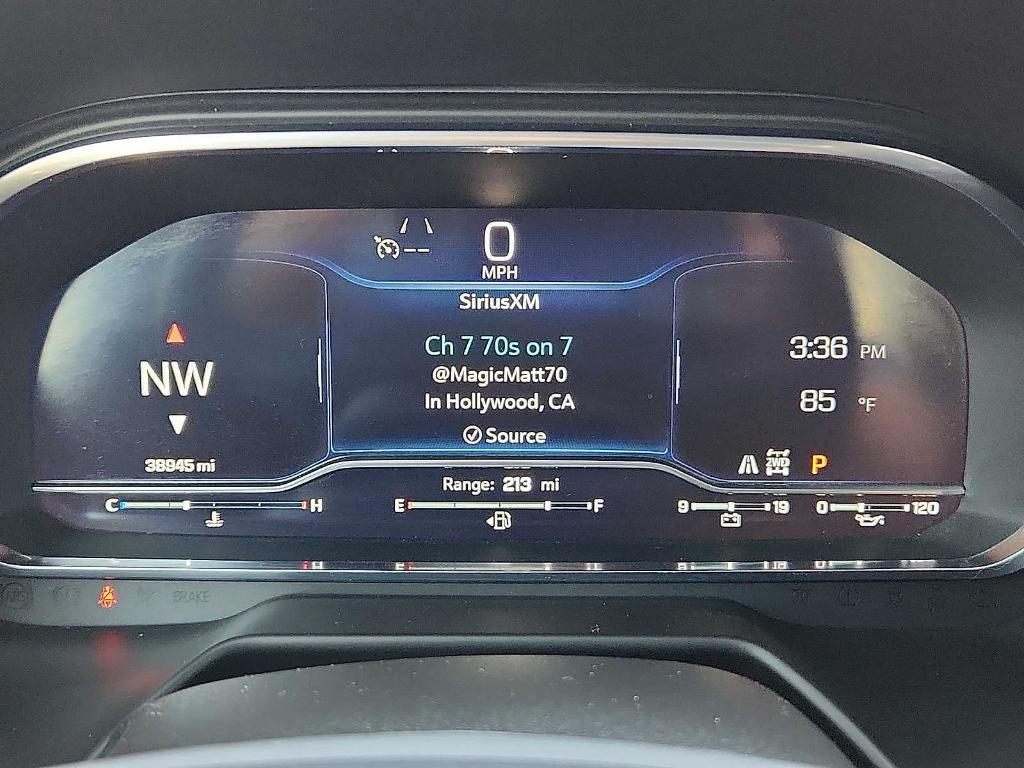 0
MPH
SiriusXM
Ch 7 70s on 7
@MagicMatt70
In Hollywood, CA
Source
NW
38945 mi
3:36 PM
85 °F
2WD P
Range: 213 mi
C H
E F
9 19
0 120
BRAKE